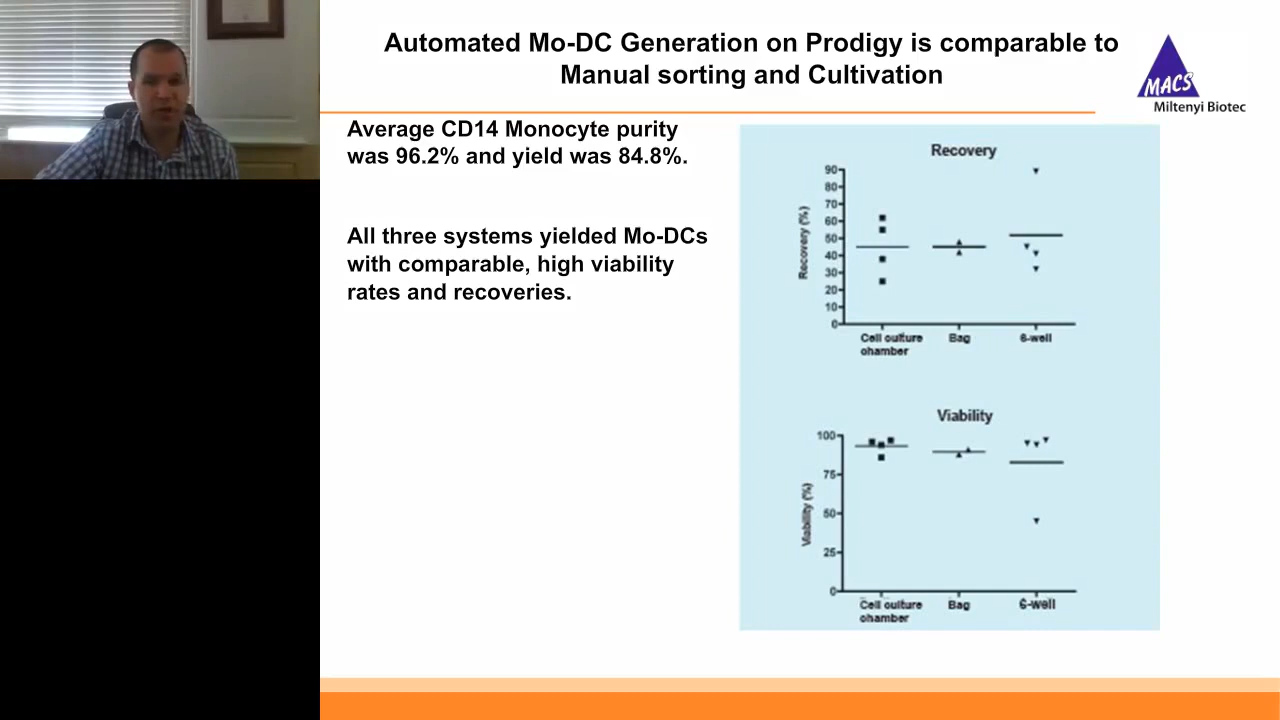 Automated Mo-DC Generation on Prodigy is comparable to
Manual sorting and Cultivation
MACS
Miltenyi Biotec
Average CD14 Monocyte purity
was 96.2% and yield was 84.8%.
All three systems yielded Mo-DCs
with comparable, high viability
rates and recoveries.
Recovery
Recovery (%)
90
80
70
60
50
40
30
20
10
0
Cell culture
chamber
Bag
6-well
Viability
Viability (%)
100
75
50
25
0
Cell culture
chamber
Bag
6-well